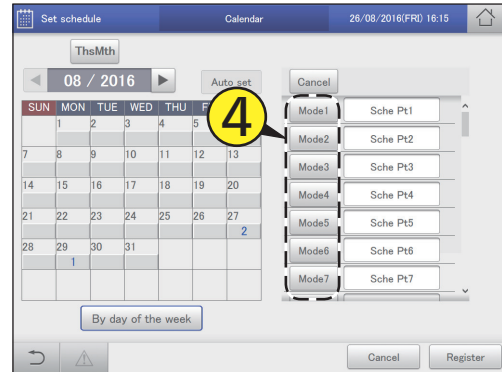 Set schedule Calendar 26/08/2016(FRI) 16:15
ThsMth
08 / 2016 Auto set Cancel
SUN MON TUE WED THU F
1 2 3 4 5
7 8 9 10 11 12 13
14 15 16 17 18 19 20
21 22 23 24 25 26 27
2
28 29 30 31
1
By day of the week
4
Mode1 Sche Pt1
Mode2 Sche Pt2
Mode3 Sche Pt3
Mode4 Sche Pt4
Mode5 Sche Pt5
Mode6 Sche Pt6
Mode7 Sche Pt7
Cancel Register